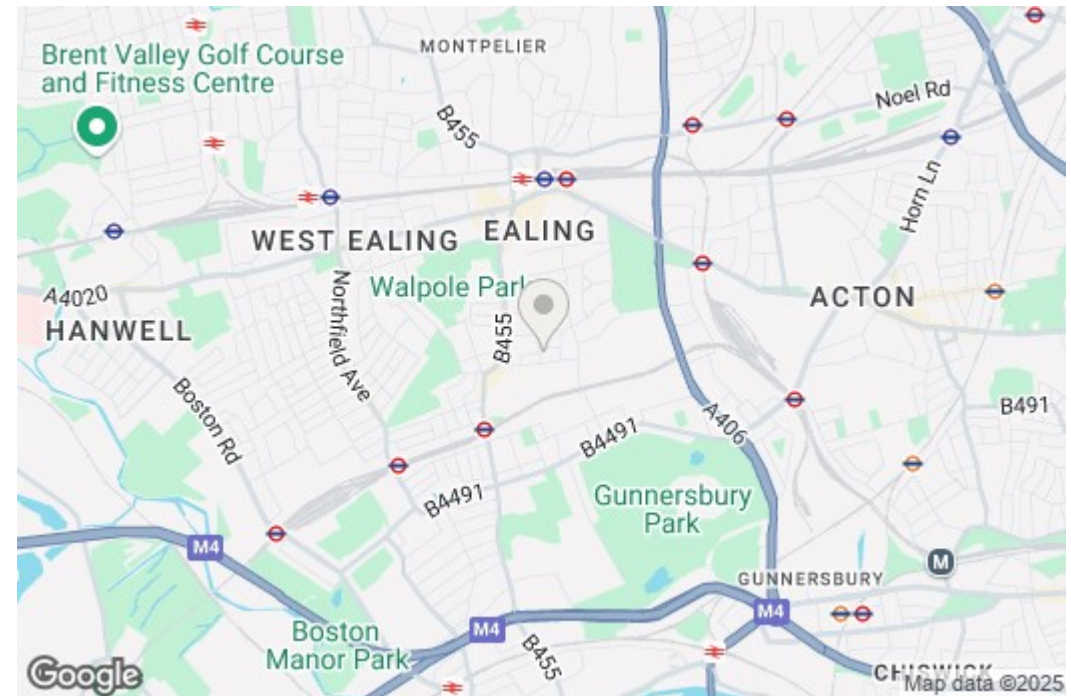 MONTPELIER
Brent Valley Golf Course
and Fitness Centre
Noel Rd
B455
Horn Ln
WEST EALING
EALING
A4020
Walpole Park
ACTON
HANWELL
Northfield Ave
B455
Boston Rd
A406
B491
B4491
B4491
Gunnersbury
Park
M4
M
GUNNERSBURY
M4
M4
Boston
Manor Park
B455
CHISWICK
Google
Map data ©2025